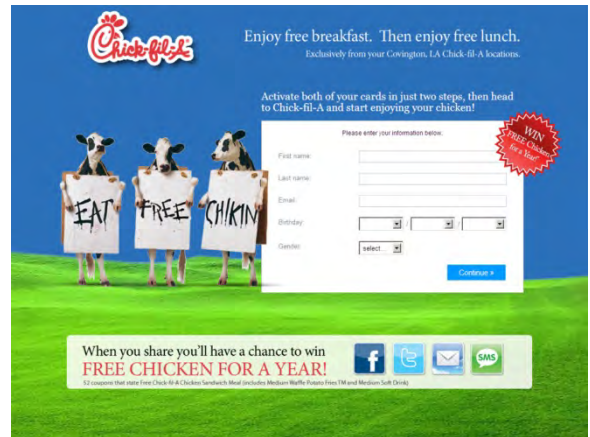 Chick-fil-A
Enjoy free breakfast. Then enjoy free lunch.
Exclusively from your Covington, LA Chick-fil-A locations.
Activate both of your cards in just two steps, then head
to Chick-fil-A and start enjoying your chicken!
Please enter your information below.
WIN
FREE Chicken
for a Year!
First name:
Last name:
Email:
Birthday:
/ /
Gender:
select...
Continue »
EAT
FREE
CHIKIN
When you share you'll have a chance to win
FREE CHICKEN FOR A YEAR!
52 coupons that state Free Chick-fil-A Chicken Sandwich Meal (includes Medium Waffle Potato Fries TM and Medium Soft Drink)
f
t
SMS